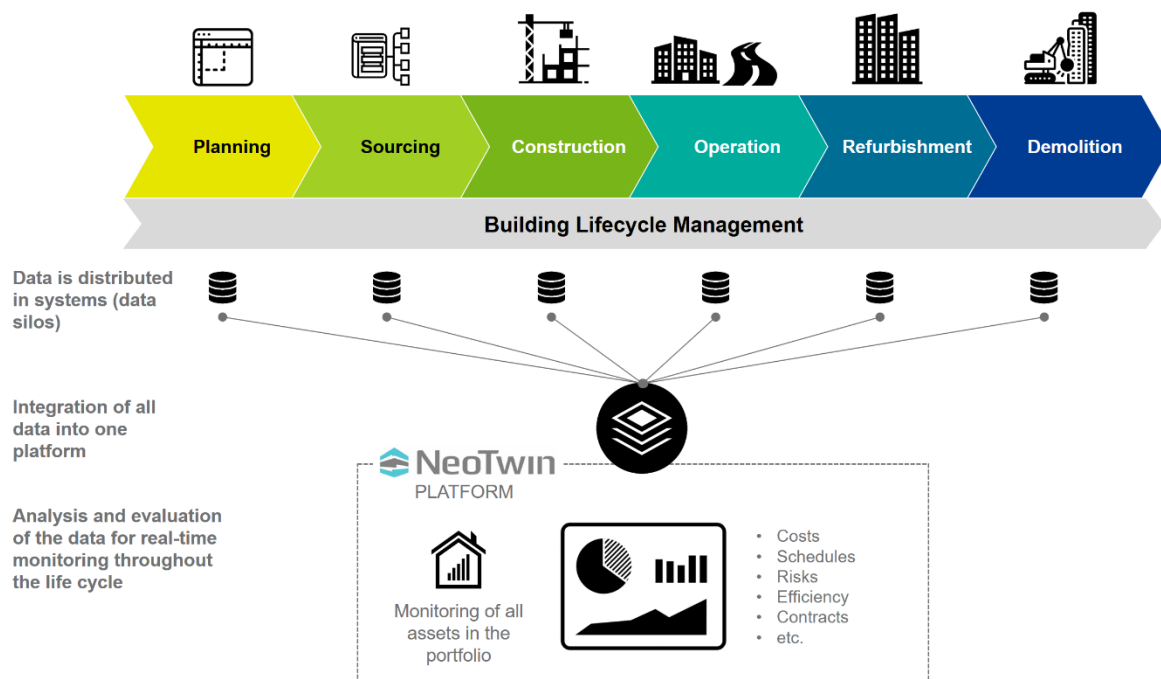 Planning
Sourcing
Construction
Operation
Refurbishment
Demolition
Building Lifecycle Management
Data is distributed
in systems (data
silos)
Integration of all
data into one
platform
NeoTwin
PLATFORM
Analysis and evaluation
of the data for real-time
monitoring throughout
the life cycle
Monitoring of all
assets in the
portfolio
• Costs
• Schedules
• Risks
• Efficiency
• Contracts
• etc.